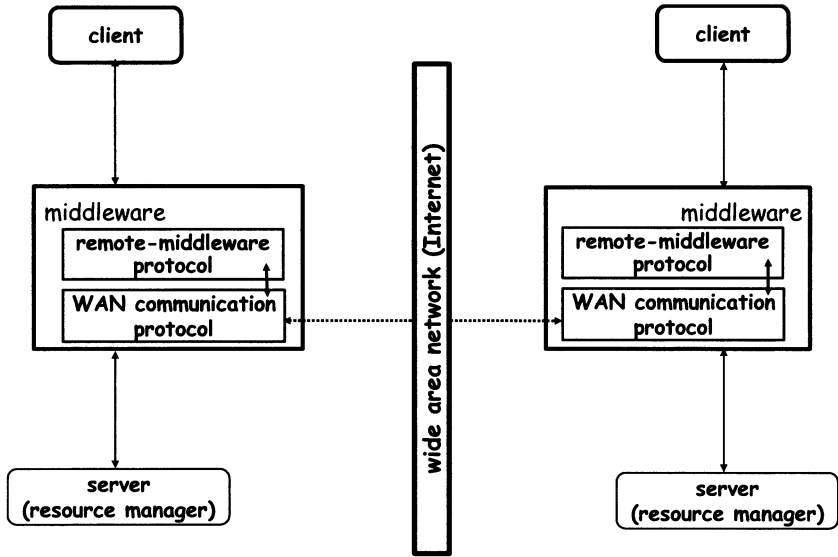 client
middleware
remote-middleware
protocol
WAN communication
protocol
server
(resource manager)
wide area network (Internet)
client
middleware
remote-middleware
protocol
WAN communication
protocol
server
(resource manager)